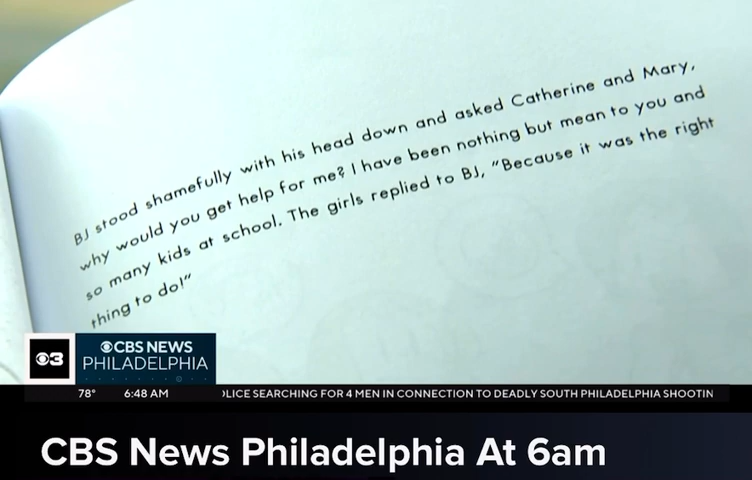 BJ stood shamefully with his head down and asked Catherine and Mary,
why would you get help for me? I have been nothing but mean to you and
so many kids at school. The girls replied to BJ, "Because it was the right
thing to do!"
3 CBS NEWS
PHILADELPHIA
78° 6:48 AM OLICE SEARCHING FOR 4 MEN IN CONNECTION TO DEADLY SOUTH PHILADELPHIA SHOOTIN
CBS News Philadelphia At 6am